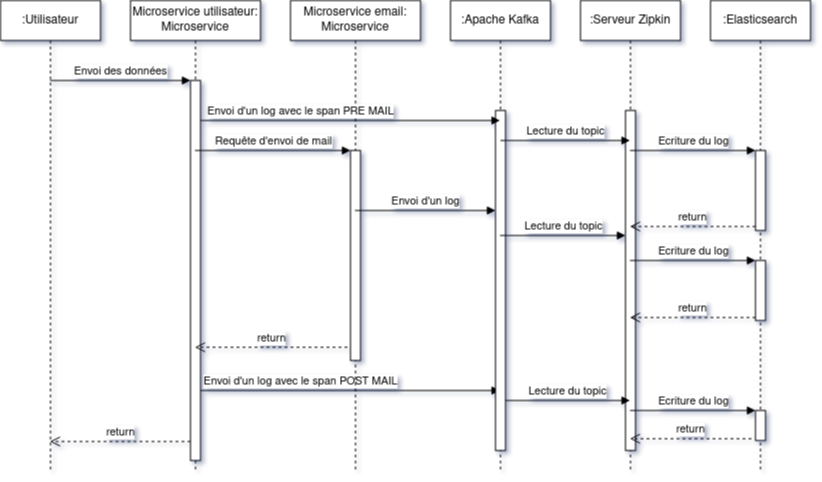 :Utilisateur
Microservice utilisateur:
Microservice
Microservice email:
Microservice
:Apache Kafka
:Serveur Zipkin
:Elasticsearch
Envoi des données
Envoi d'un log avec le span PRE MAIL
Lecture du topic
Requête d'envoi de mail
Ecriture du log
Envoi d'un log
return
Lecture du topic
Ecriture du log
return
return
Envoi d'un log avec le span POST MAIL
Lecture du topic
Ecriture du log
return
return